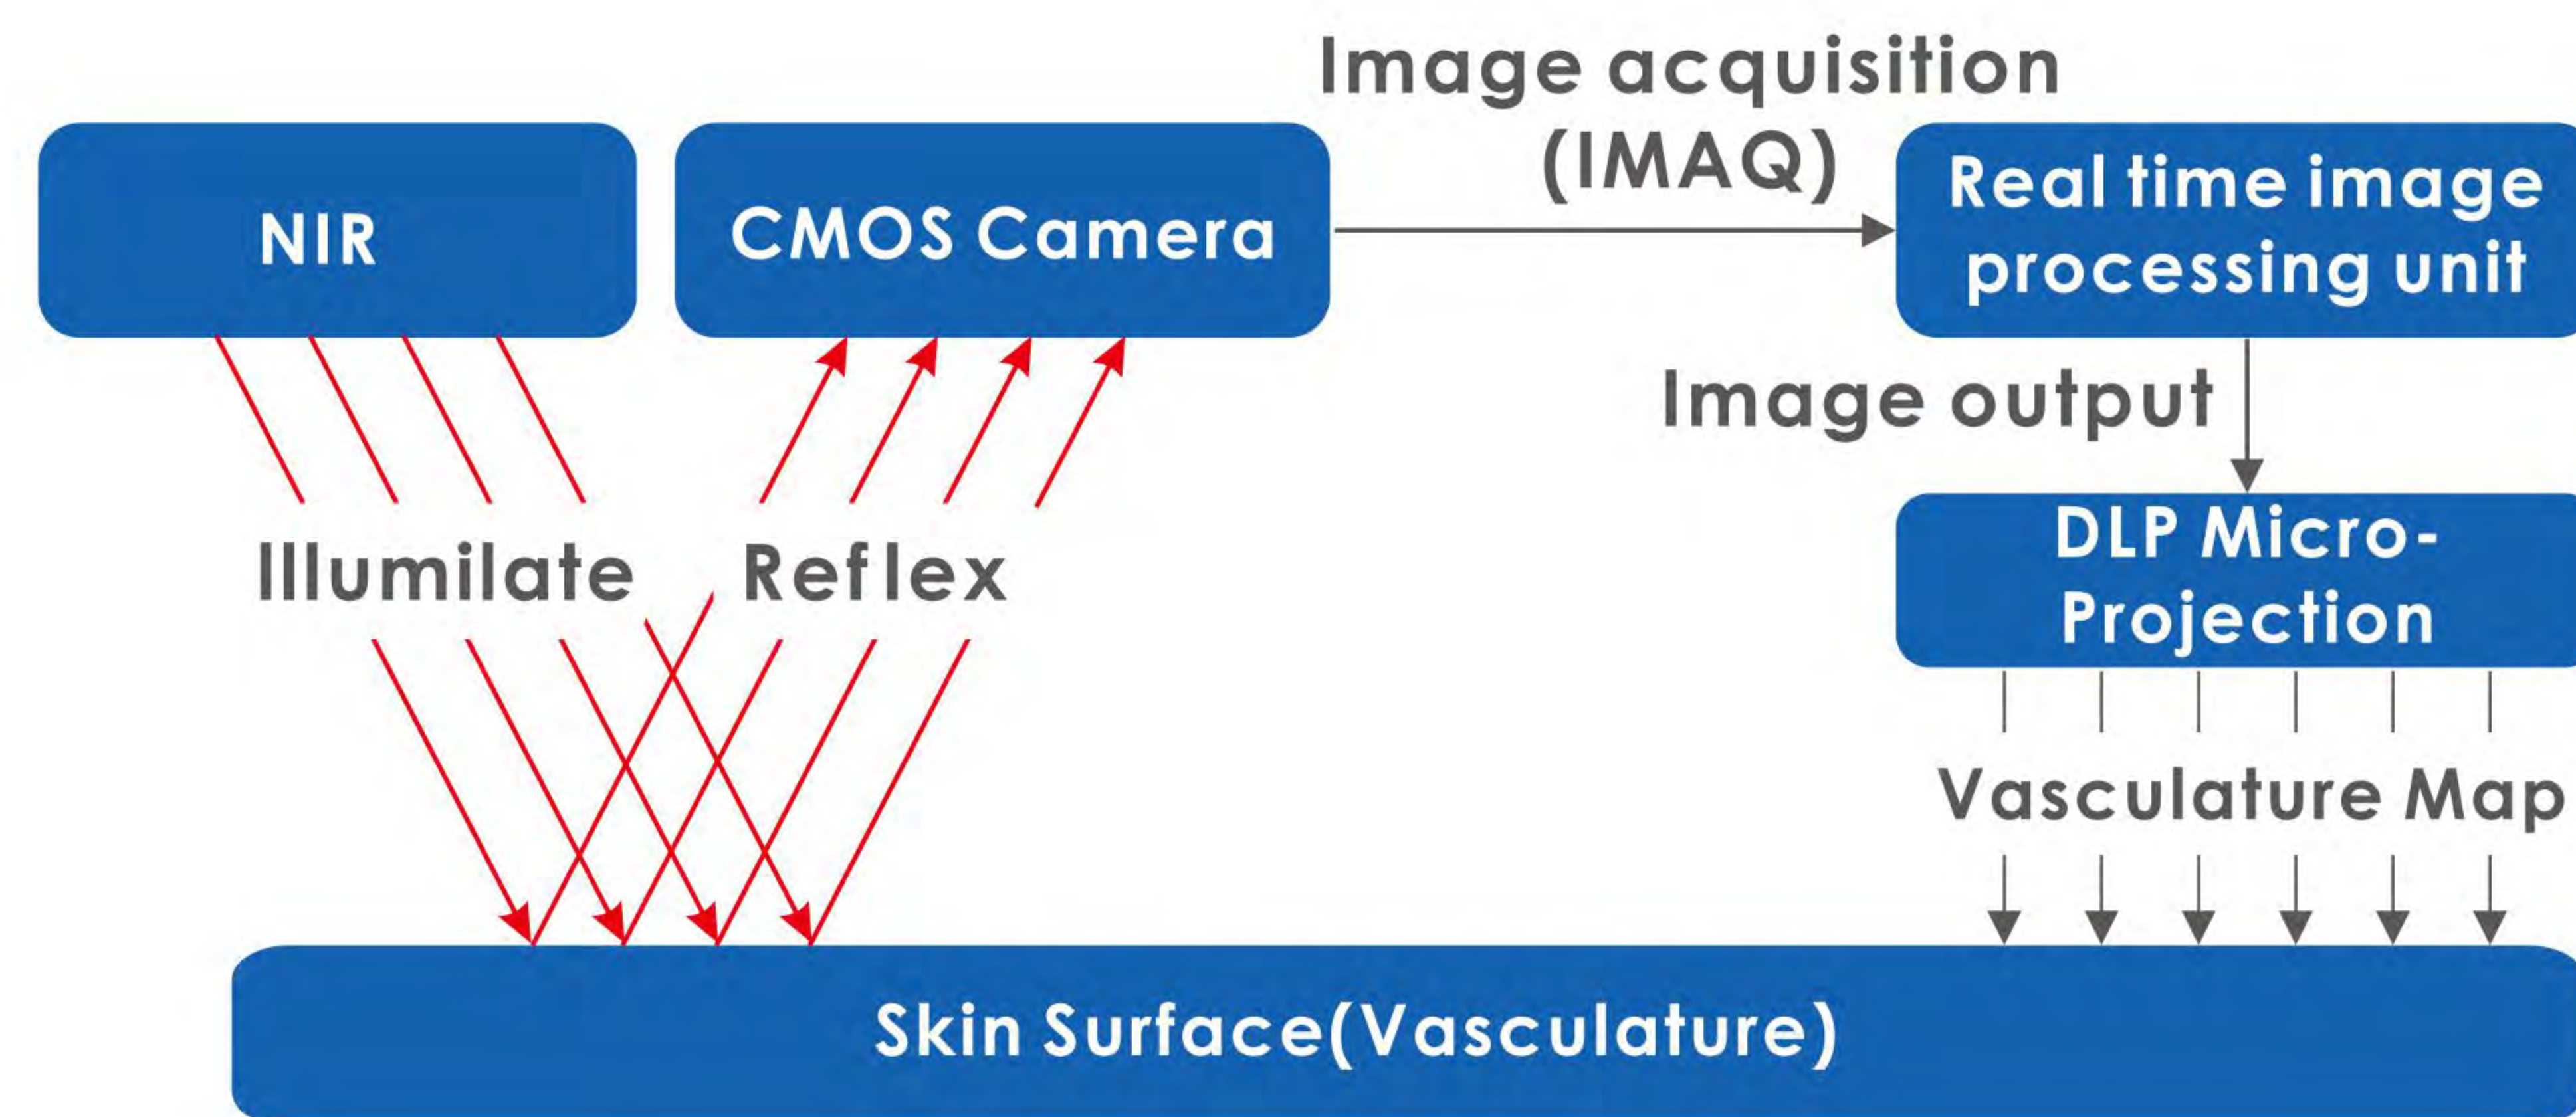 Image acquisition
(IMAQ)
NIR
CMOS Camera
Real time image
processing unit
Image output
Illumilate
Reflex
DLP Micro-
Projection
Vasculature Map
Skin Surface(Vasculature)